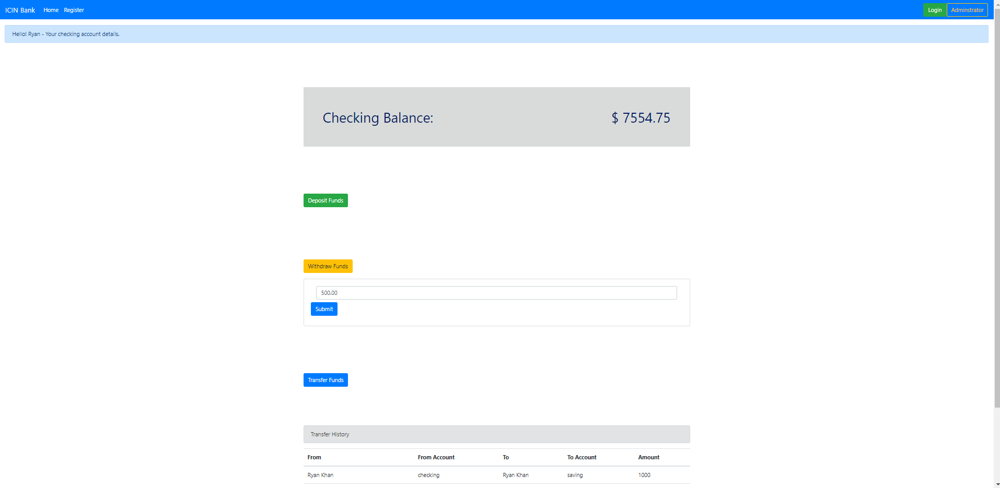 ICIN Bank Home Register Login Adminstrator
Hello! Ryan - Your checking account details.
Checking Balance: $ 7554.75
Deposit Funds
Withdraw Funds
500.00
Submit
Transfer Funds
Transfer History
From From Account To To Account Amount
Ryan Khan checking Ryan Khan saving 1000